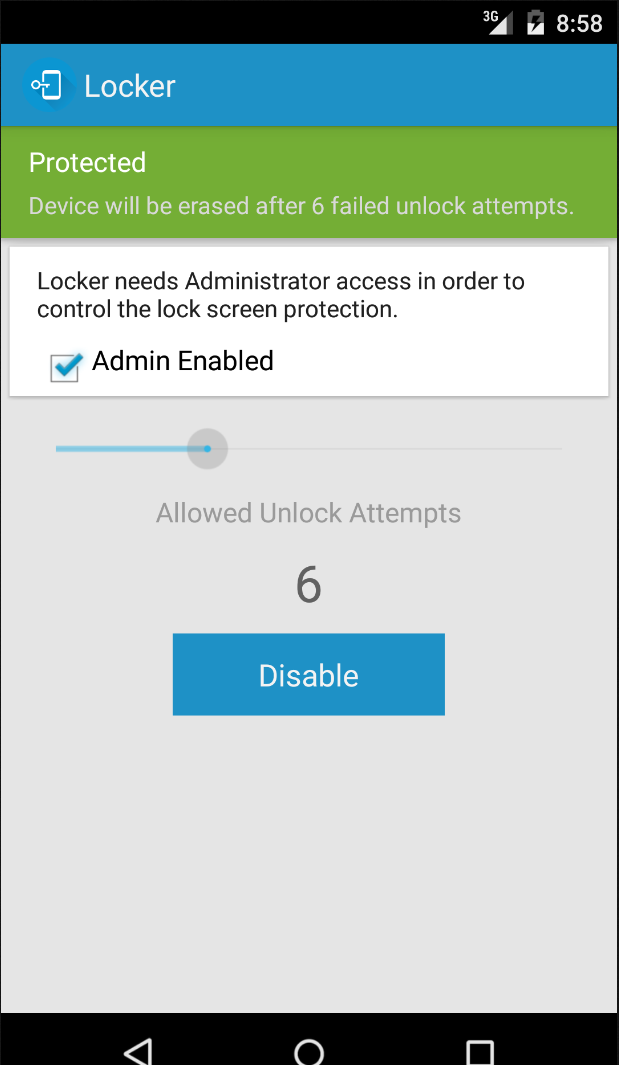 3G 8:58
Locker
Protected
Device will be erased after 6 failed unlock attempts.
Locker needs Administrator access in order to
control the lock screen protection.
Admin Enabled
Allowed Unlock Attempts
6
Disable